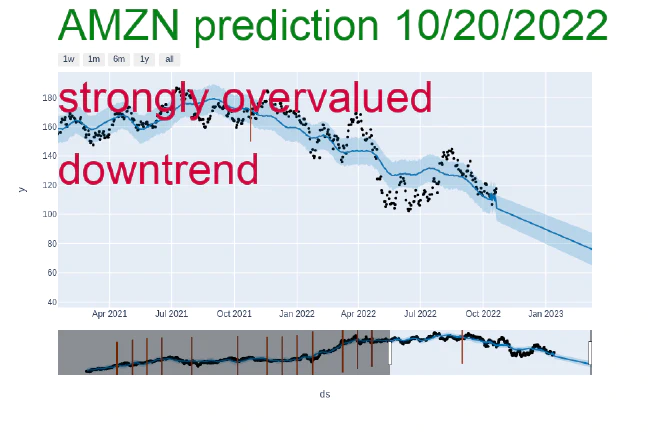 AMZN prediction 10/20/2022
1w 1m 6m 1y all
strongly overvalued
downtrend
180
160
140
120
100
80
60
40
y
Apr 2021 Jul 2021 Oct 2021 Jan 2022 Apr 2022 Jul 2022 Oct 2022 Jan 2023
ds